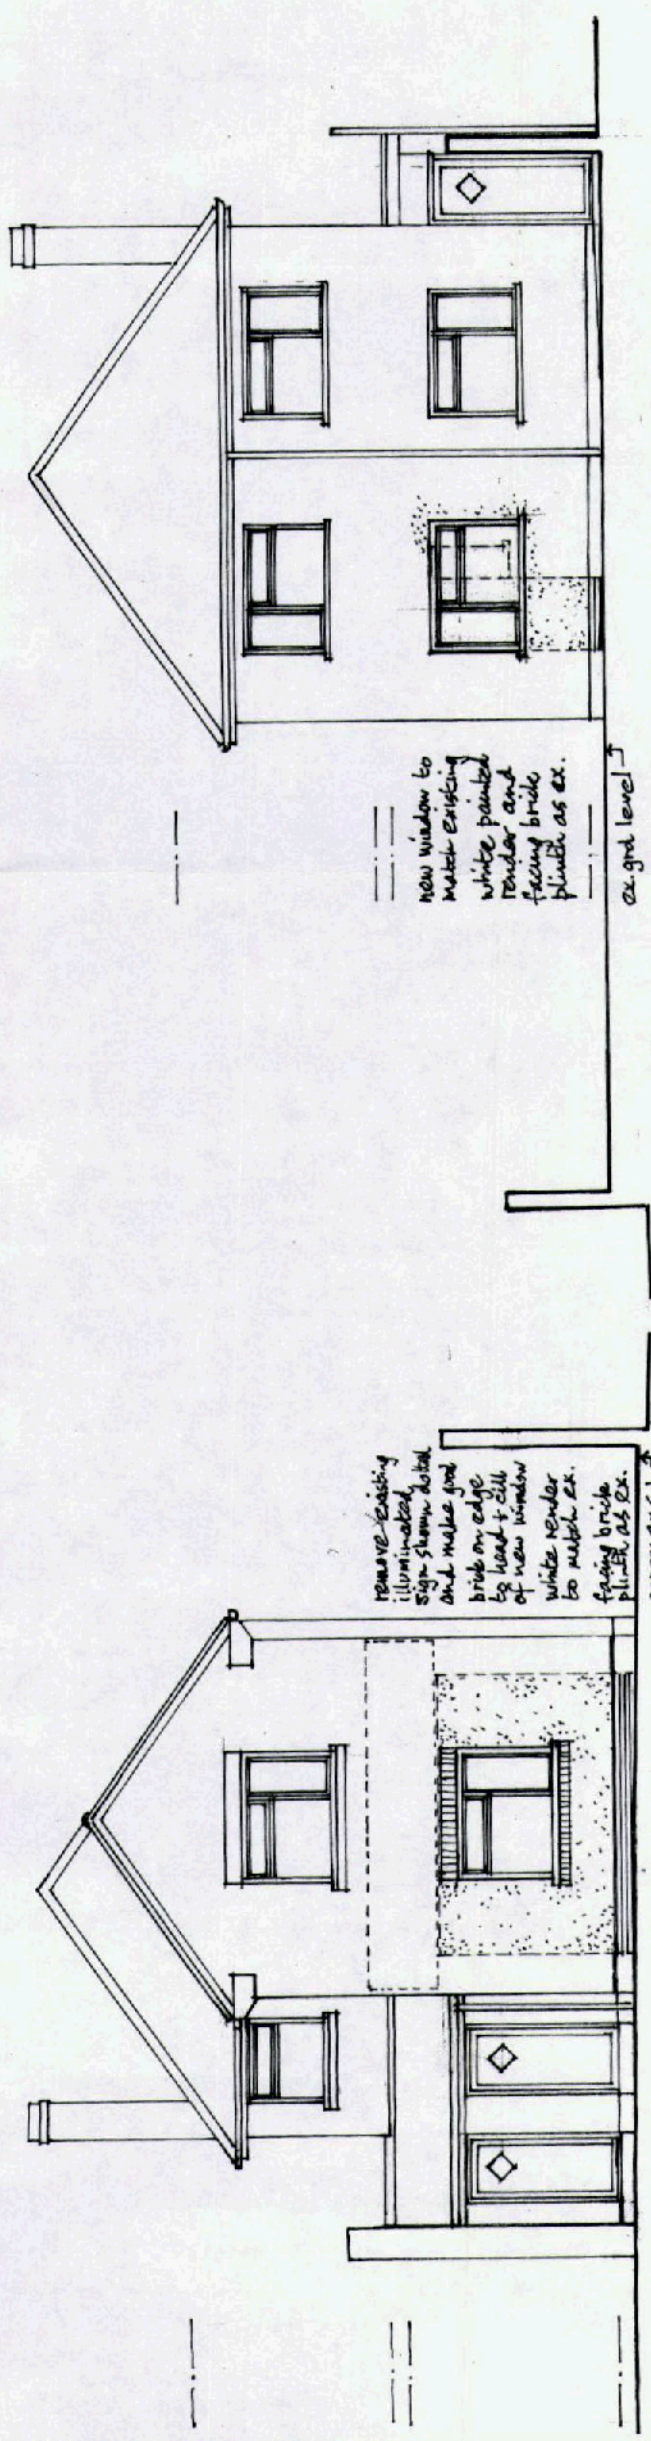 remove existing
illuminated
sign shown dotted
and make good
brick on edge
to head & cill
of new window
white render
to match ex.
facing brick
plinth as ex.
new window to
match existing
white painted
render and
facing brick
plinth as ex.
ex. grd level